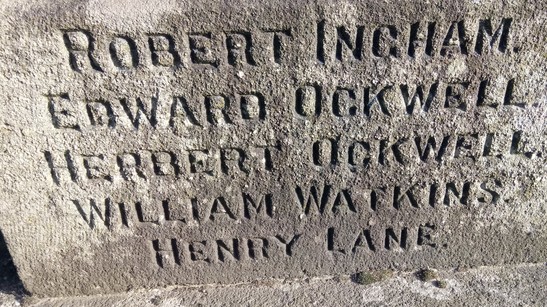 Robert Ingham.
Edward Ockwell.
Herbert Ockwell.
William Watkins.
Henry Lane.